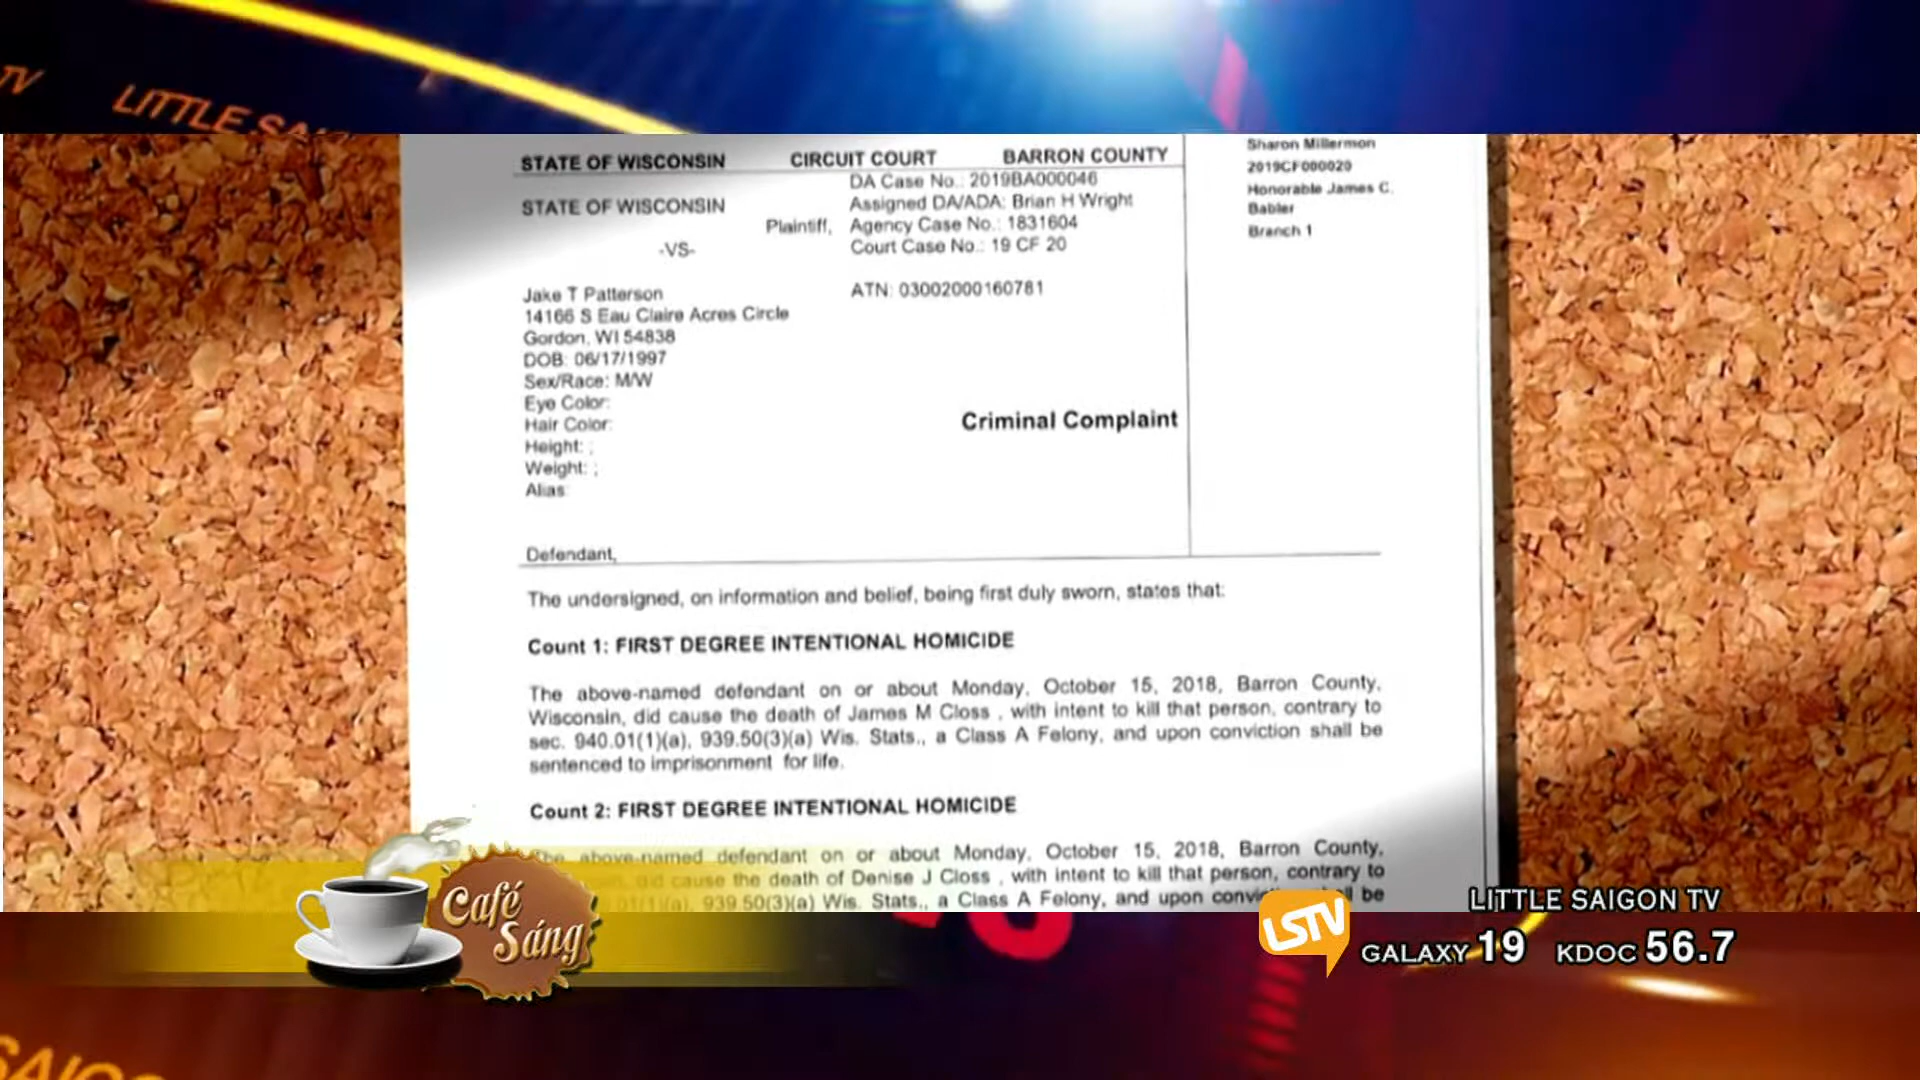 TV
LITTLE SAI
STATE OF WISCONSIN CIRCUIT COURT BARRON COUNTY
DA Case No.: 2019BA000046
STATE OF WISCONSIN Assigned DA/ADA: Brian H Wright
Plaintiff, Agency Case No.: 1831604
-VS- Court Case No.: 19 CF 20
Sharon Millermon
2019CF000020
Honorable James C.
Babler
Branch 1
Jake T Patterson ATN: 03002000160781
14166 S Eau Claire Acres Circle
Gordon, WI 54838
DOB: 06/17/1997
Sex/Race: M/W
Eye Color:
Hair Color:
Height: ;
Weight: ;
Alias:
Criminal Complaint
Defendant,
The undersigned, on information and belief, being first duly sworn, states that:
Count 1: FIRST DEGREE INTENTIONAL HOMICIDE
The above-named defendant on or about Monday, October 15, 2018, Barron County,
Wisconsin, did cause the death of James M Closs , with intent to kill that person, contrary to
sec. 940.01(1)(a), 939.50(3)(a) Wis. Stats., a Class A Felony, and upon conviction shall be
sentenced to imprisonment for life.
Count 2: FIRST DEGREE INTENTIONAL HOMICIDE
The above-named defendant on or about Monday, October 15, 2018, Barron County,
did cause the death of Denise J Closs , with intent to kill that person, contrary to
939.50(3)(a) Wis. Stats., a Class A Felony, and upon be
Café
Sáng
LSTV
LITTLE SAIGON TV
GALAXY 19 KDOC 56.7
SAIGO